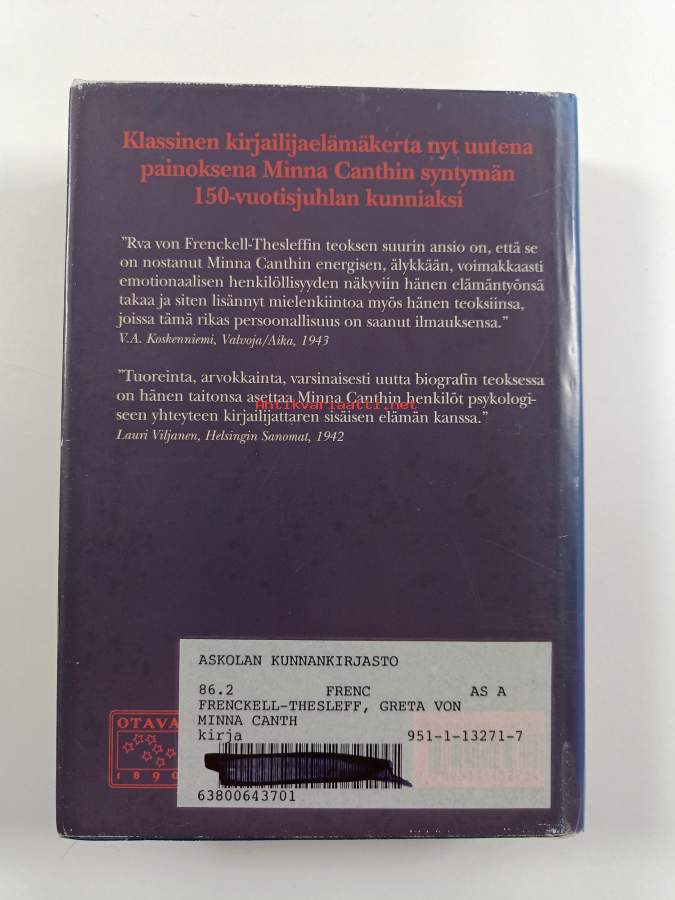 Klassinen kirjailijaelämäkerta nyt uutena
painoksena Minna Canthin syntymän
150-vuotisjuhlan kunniaksi
”Rva von Frenckell-Thesleffin teoksen suurin ansio on, että se
on nostanut Minna Canthin energisen, älykkään, voimakkaasti
emotionaalisen henkilöllisyyden näkyviin hänen elämäntyönsä
takaa ja siten lisännyt mielenkiintoa myös hänen teoksiinsa,
joissa tämä rikas persoonallisuus on saanut ilmauksensa.”
V.A. Koskenniemi, Valvoja/Aika, 1943
”Tuoreinta, arvokkainta, varsinaisesti uutta biografin teoksessa
on hänen taitonsa asettaa Minna Canthin henkilöt psykologi-
Antikvariaatti.net
seen yhteyteen kirjailijattaren sisäisen elämän kanssa.”
Lauri Viljanen, Helsingin Sanomat, 1942
ASKOLAN KUNNANKIRJASTO
86.2 FRENC AS A
FRENCKELL-THESLEFF, GRETA VON
MINNA CANTH
kirja 951-1-13271-7
63800643701
OTAVA
1890